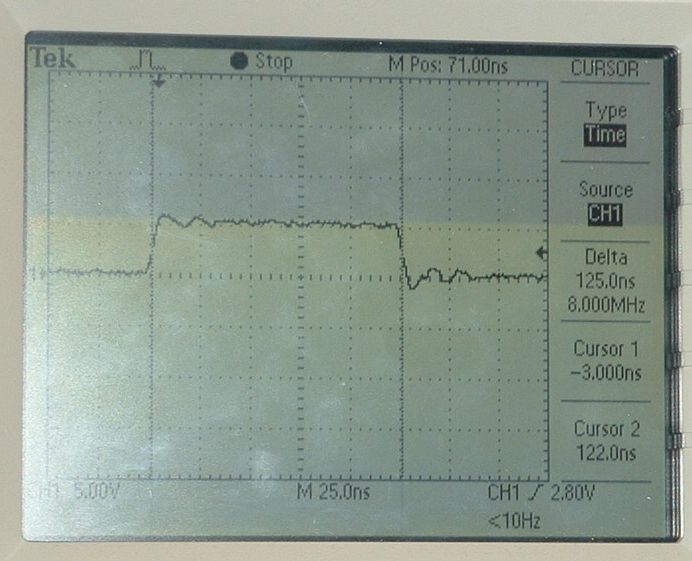 Tek Stop M Pos: 71.00ns CURSOR
Type
Time
Source
CH1
Delta
125.0ns
8.000MHz
Cursor 1
-3.000ns
Cursor 2
122.0ns
1
CH1 5.00V M 25.0ns CH1 2.80V
<10Hz